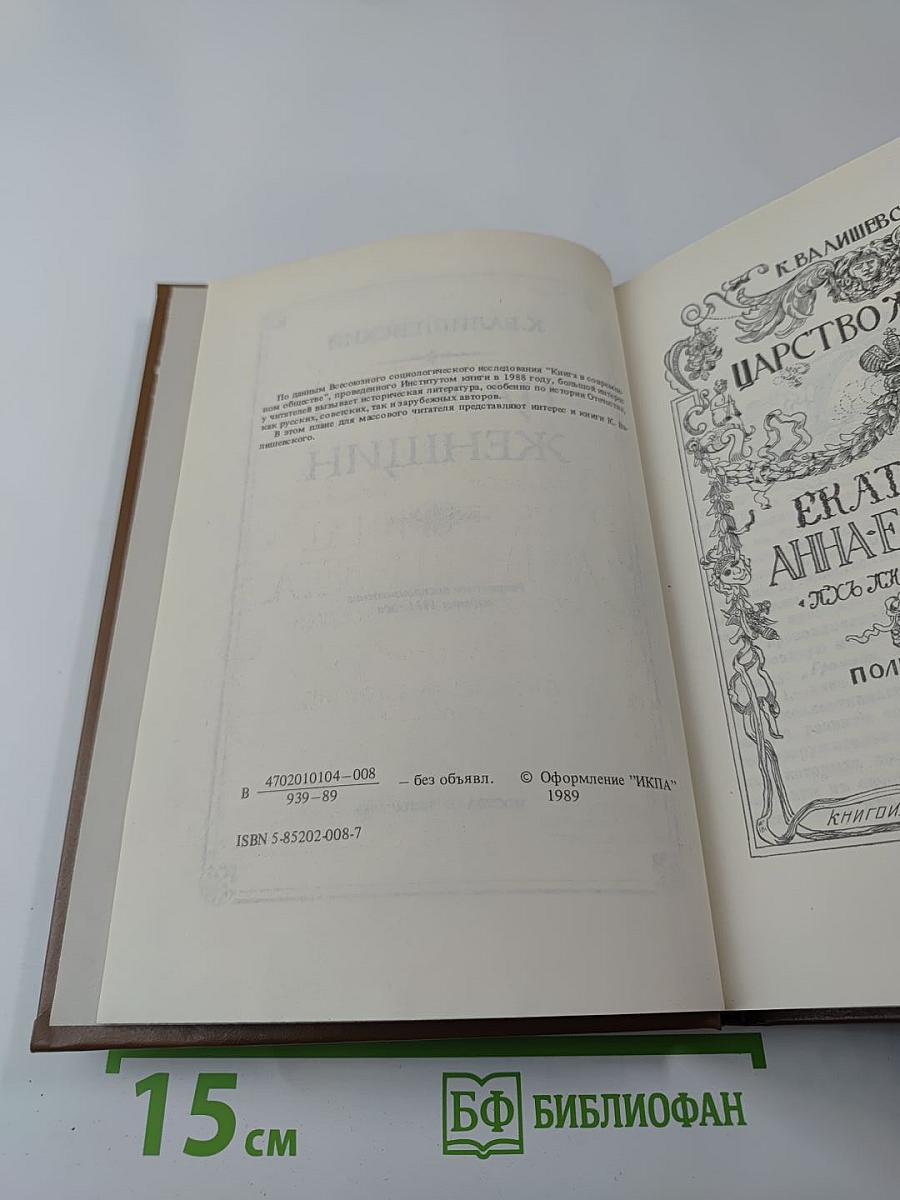 По данным Всесоюзного социологического исследования "Книга в современ-
ном обществе", проведенного Институтом книги в 1988 году, большой интерес
у читателей вызывает историческая литература, особенно по истории Отечества,
как русских, советских, так и зарубежных авторов.
В этом плане для массового читателя представляют интерес и книги К. Ва-
лишевского.
В 4702010104–008
939–89
– без объявл.
© Оформление "ИКПА"
1989
ISBN 5-85202-008-7
К. ВАЛИШЕВС
ЦАРСТВО Ж
ЕКАТ
АННА-Е
ПОЛ
КНИГОИ
15 СМ
БФ БИБЛИОФАН